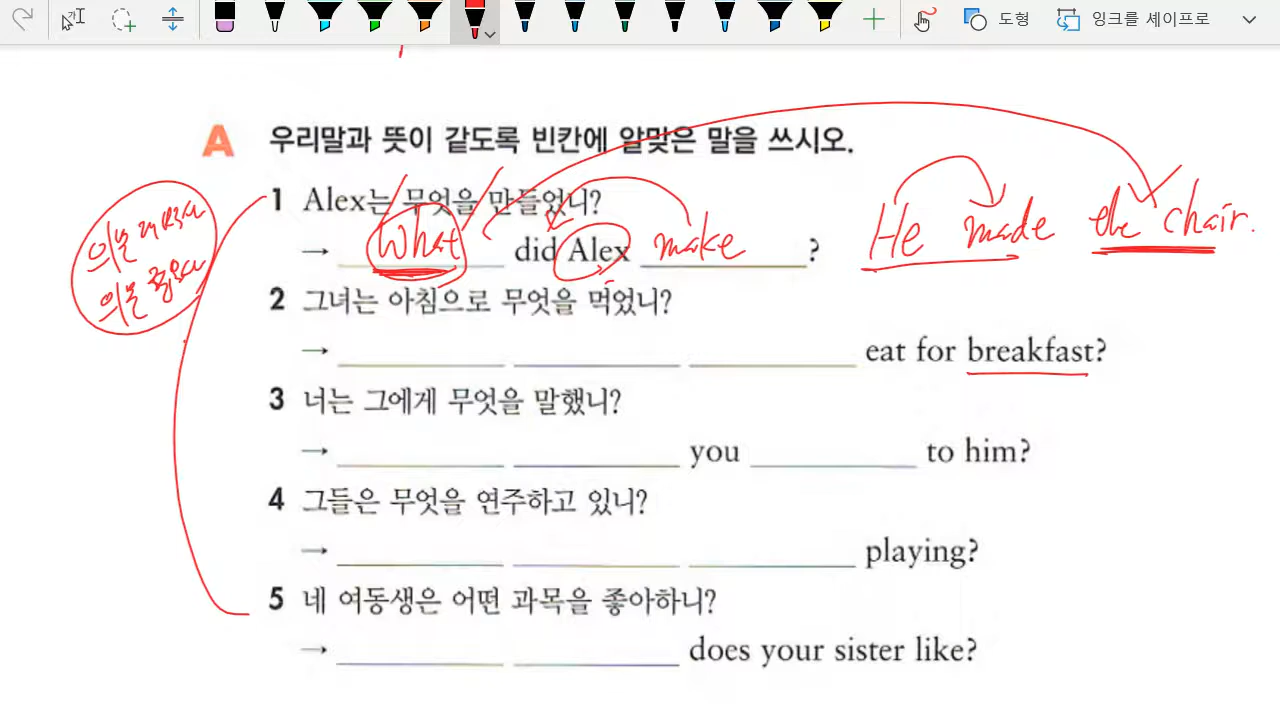 도형 잉크를 셰이프로
A 우리말과 뜻이 같도록 빈칸에 알맞은 말을 쓰시오.
1 Alex는 무엇을 만들었니?
→ What did Alex make ?
He made the chair.
의문
의문
2 그녀는 아침으로 무엇을 먹었니?
→ eat for breakfast?
3 너는 그에게 무엇을 말했니?
→ you to him?
4 그들은 무엇을 연주하고 있니?
→ playing?
5 네 여동생은 어떤 과목을 좋아하니?
→ does your sister like?